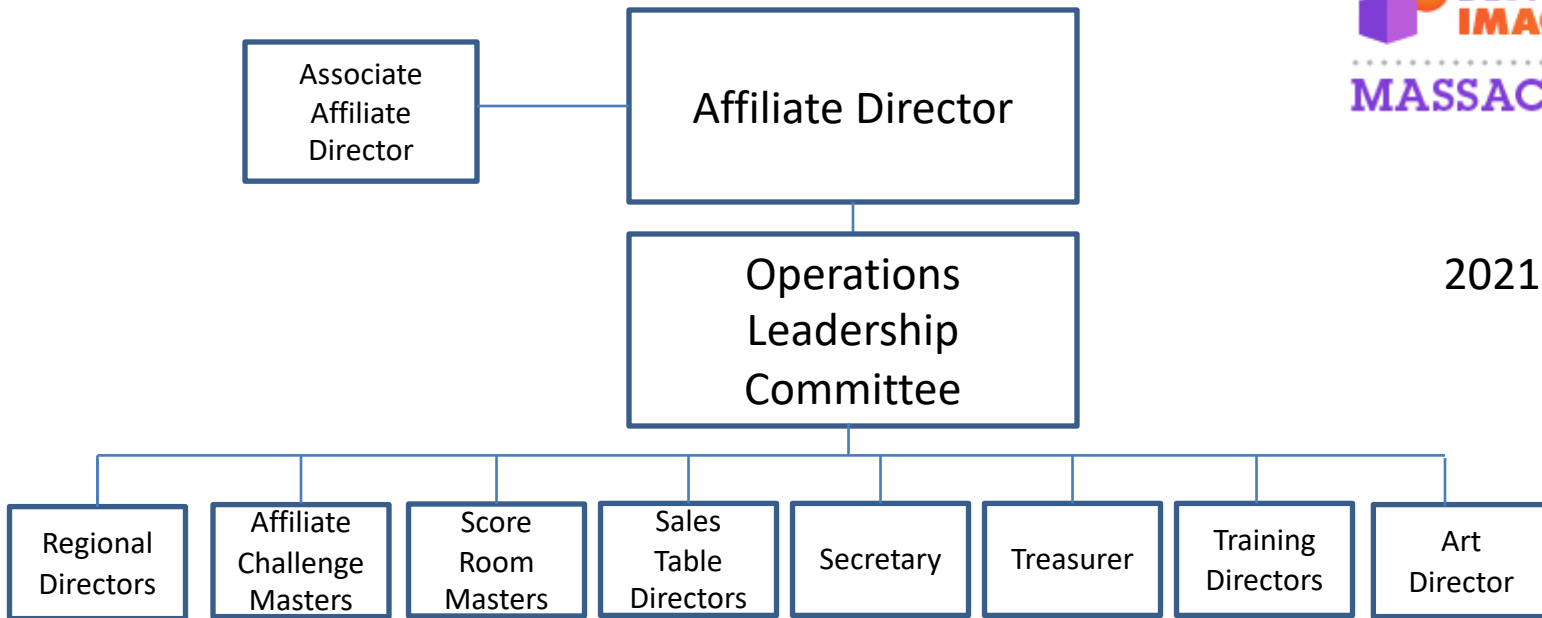 Associate
Affiliate
Director
Affiliate Director
MASSAC
Operations
Leadership
Committee
2021
Regional
Directors
Affiliate
Challenge
Masters
Score
Room
Masters
Sales
Table
Directors
Secretary
Treasurer
Training
Directors
Art
Director